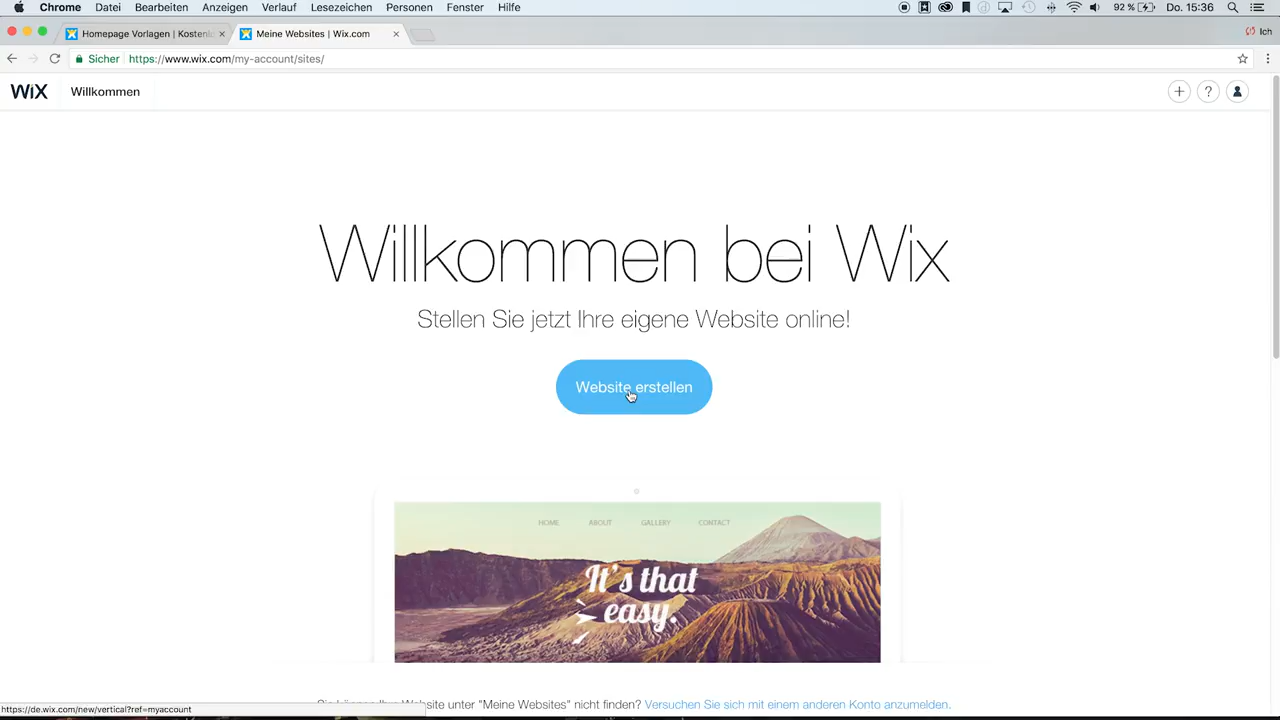 Chrome Datei Bearbeiten Anzeigen Verlauf Lesezeichen Personen Fenster Hilfe 92 % Do. 15:36
Homepage Vorlagen | Kostenl Meine Websites | Wix.com Ich
Sicher https://www.wix.com/my-account/sites/
WiX Willkommen + ?
Willkommen bei Wix
Stellen Sie jetzt Ihre eigene Website online!
Website erstellen
HOME ABOUT GALLERY CONTACT
It's that
easy.
Website unter "Meine Websites" nicht finden? Versuchen Sie sich mit einem anderen Konto anzumelden.
https://de.wix.com/new/vertical?ref=myaccount